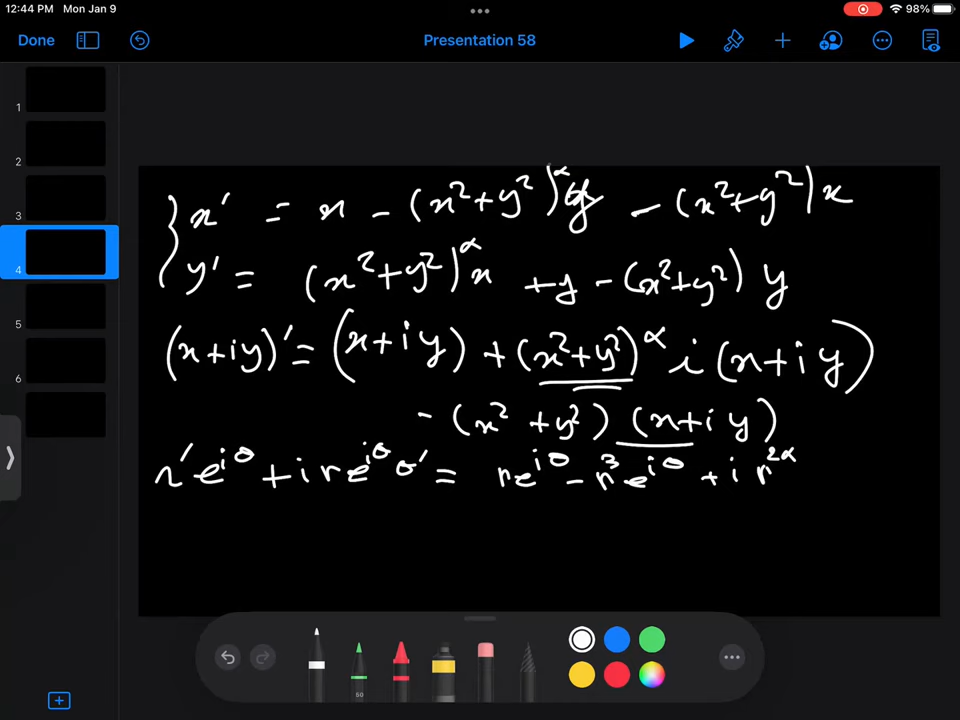 12:44 PM Mon Jan 9
98%
Done
Presentation 58
1
2
3
4
5
6
{ x' = x - (x²+y²)^α y - (x²+y²) x
y' = (x²+y²)^α x + y - (x²+y²) y
(x+iy)' = (x+iy) + (x²+y²)^α i (x+iy)
- (x²+y²) (x+iy)
r'e^{iθ} + i r e^{iθ} θ' = re^{iθ} - r³e^{iθ} + i r^{2α}
50